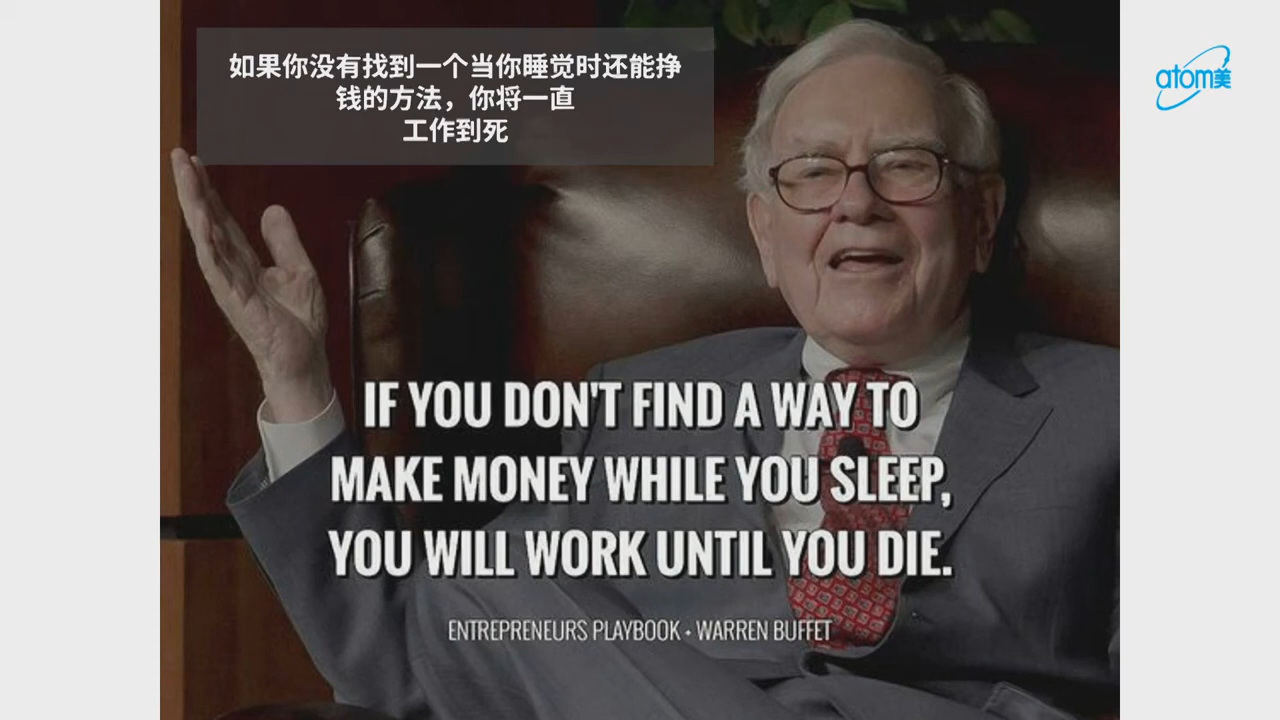 如果你没有找到一个当你睡觉时还能挣
钱的方法，你将一直
工作到死
atom美
IF YOU DON'T FIND A WAY TO
MAKE MONEY WHILE YOU SLEEP,
YOU WILL WORK UNTIL YOU DIE.
ENTREPRENEURS PLAYBOOK • WARREN BUFFET